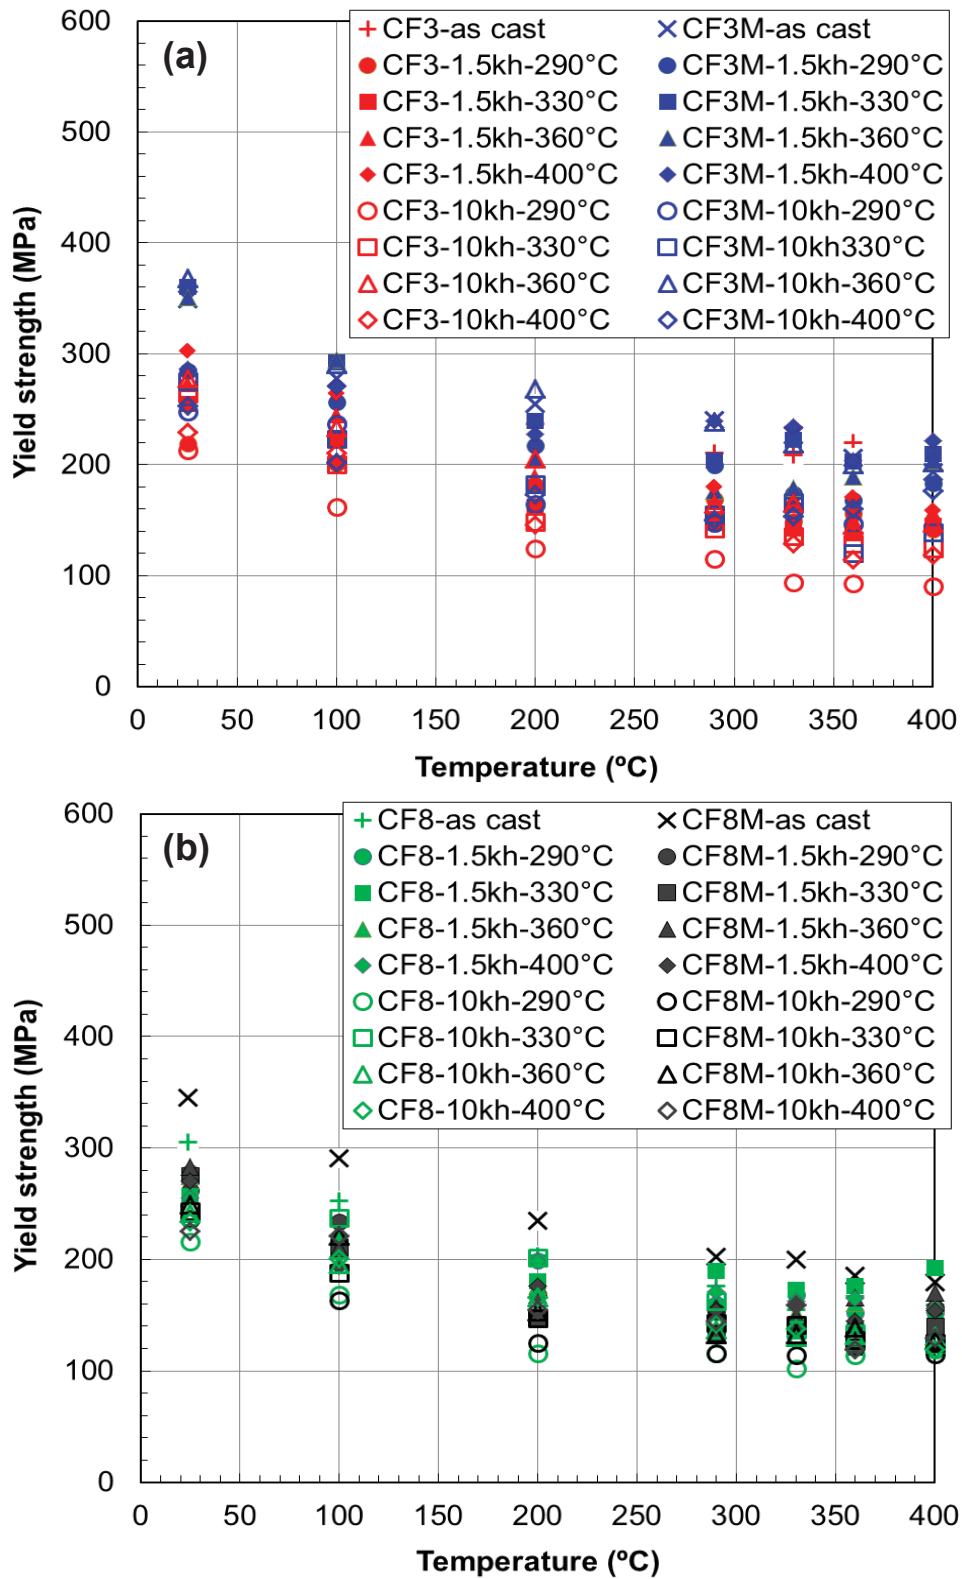 600
(a)
CF3-as cast CF3M-as cast
CF3-1.5kh-290°C CF3M-1.5kh-290°C
CF3-1.5kh-330°C CF3M-1.5kh-330°C
500
CF3-1.5kh-360°C CF3M-1.5kh-360°C
CF3-1.5kh-400°C CF3M-1.5kh-400°C
CF3-10kh-290°C CF3M-10kh-290°C
400
CF3-10kh-330°C CF3M-10kh330°C
CF3-10kh-360°C CF3M-10kh-360°C
CF3-10kh-400°C CF3M-10kh-400°C
300
200
100
0
Yield strength (MPa)
0 50 100 150 200 250 300 350 400
Temperature (ºC)
600
(b)
CF8-as cast CF8M-as cast
CF8-1.5kh-290°C CF8M-1.5kh-290°C
CF8-1.5kh-330°C CF8M-1.5kh-330°C
500
CF8-1.5kh-360°C CF8M-1.5kh-360°C
CF8-1.5kh-400°C CF8M-1.5kh-400°C
CF8-10kh-290°C CF8M-10kh-290°C
400
CF8-10kh-330°C CF8M-10kh-330°C
CF8-10kh-360°C CF8M-10kh-360°C
CF8-10kh-400°C CF8M-10kh-400°C
300
200
100
0
Yield strength (MPa)
0 50 100 150 200 250 300 350 400
Temperature (ºC)